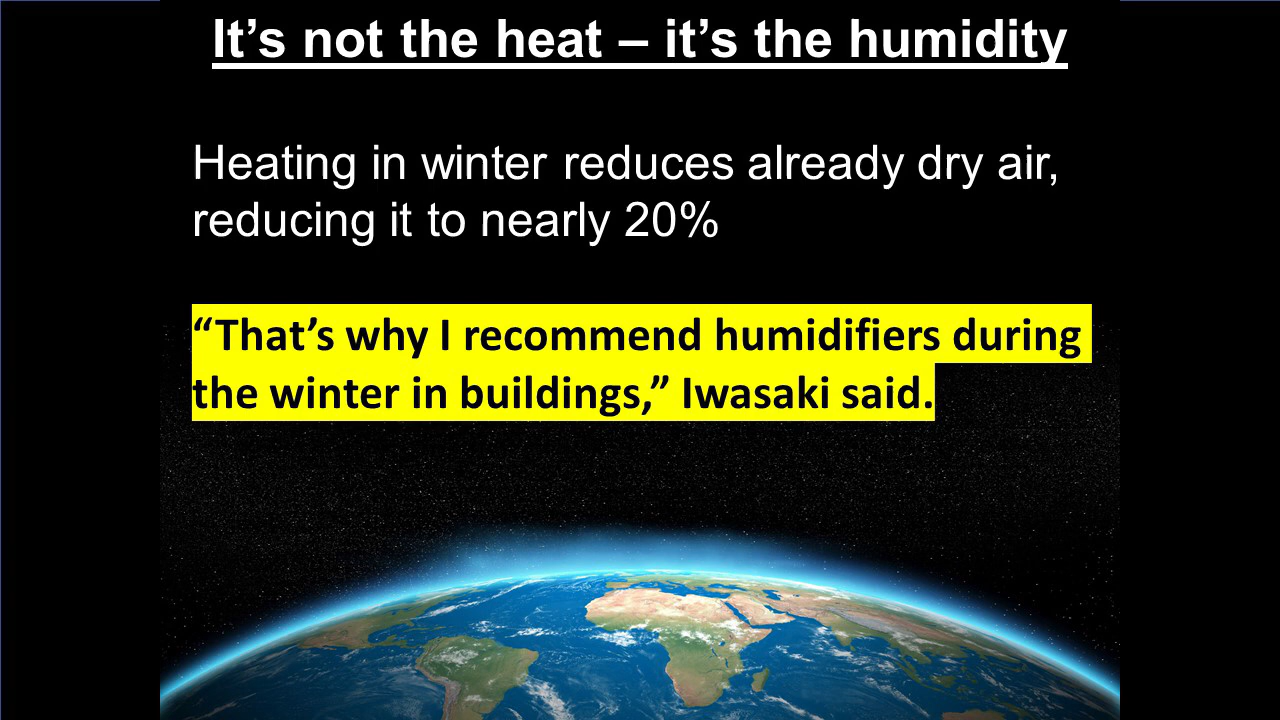 It’s not the heat – it’s the humidity
Heating in winter reduces already dry air,
reducing it to nearly 20%
“That’s why I recommend humidifiers during
the winter in buildings,” Iwasaki said.